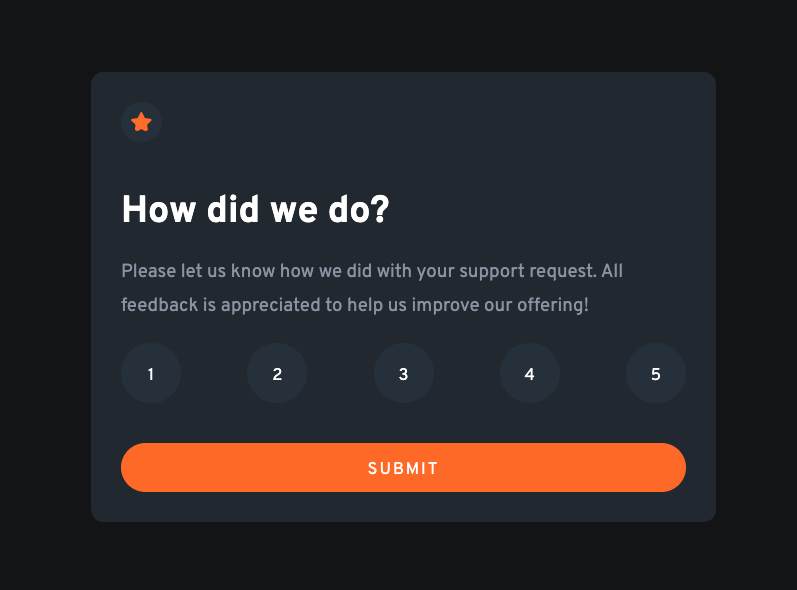 How did we do?
Please let us know how we did with your support request. All
feedback is appreciated to help us improve our offering!
1 2 3 4 5
SUBMIT